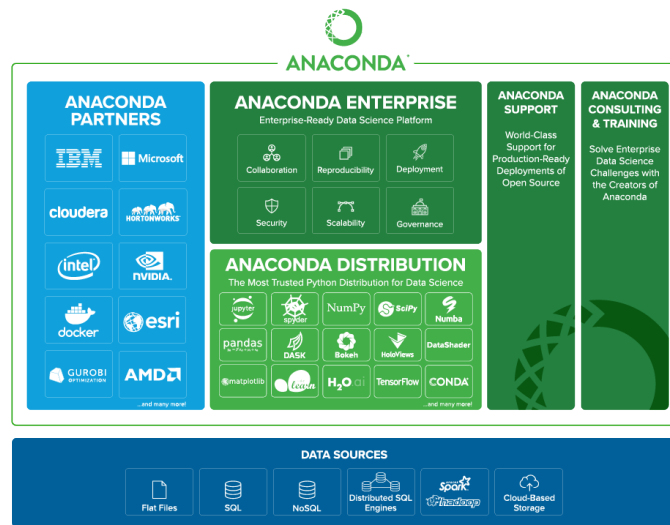 ANACONDA
ANACONDA
PARTNERS
IBM
Microsoft
cloudera
HORTONWORKS
intel
NVIDIA.
docker
esri
GUROBI
OPTIMIZATION
AMD
...and many more!
ANACONDA ENTERPRISE
Enterprise-Ready Data Science Platform
Collaboration
Reproducibility
Deployment
Security
Scalability
Governance
ANACONDA DISTRIBUTION
The Most Trusted Python Distribution for Data Science
jupyter
spyder
NumPy
SciPy
Numba
pandas
DASK
Bokeh
HoloViews
DataShader
matplotlib
learn
H2O.ai
TensorFlow
CONDA
...and many more!
ANACONDA
SUPPORT
World-Class
Support for
Production-Ready
Deployments of
Open Source
ANACONDA
CONSULTING
& TRAINING
Solve Enterprise
Data Science
Challenges with
the Creators of
Anaconda
DATA SOURCES
Flat Files
SQL
NoSQL
Distributed SQL
Engines
Spark
hadoop
Cloud-Based
Storage